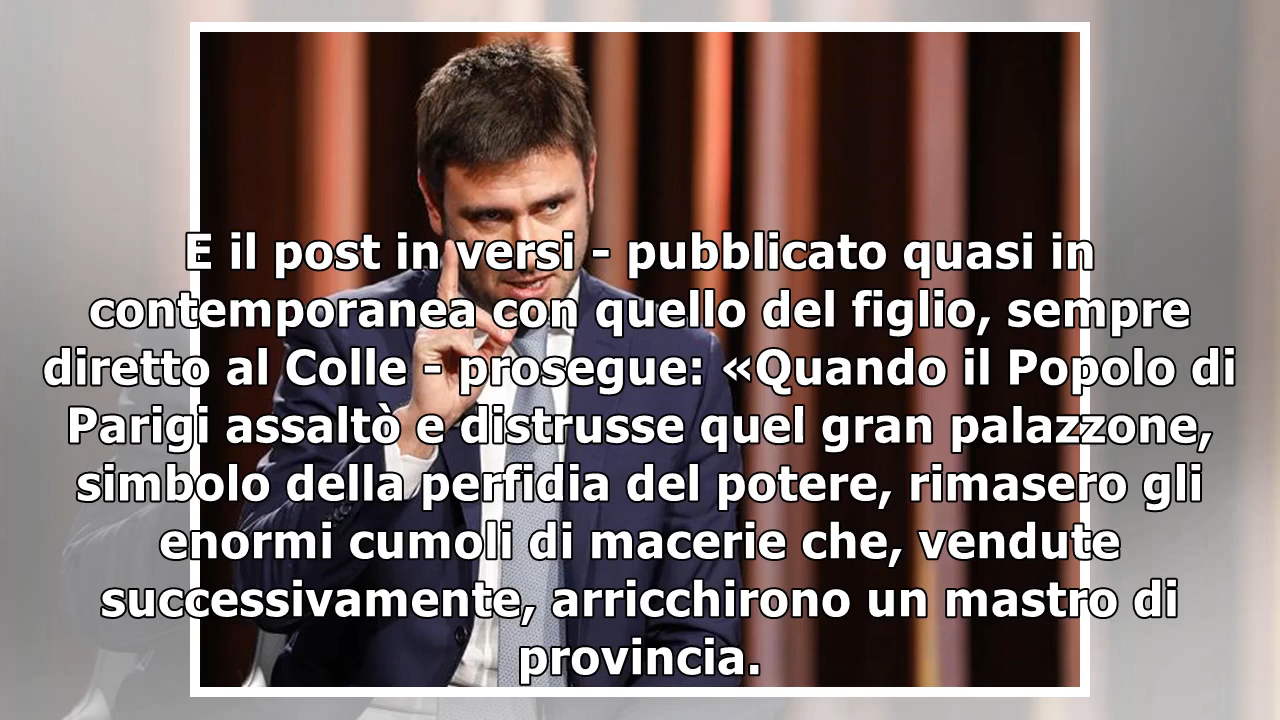 E il post in versi - pubblicato quasi in
contemporanea con quello del figlio, sempre
diretto al Colle - prosegue: «Quando il Popolo di
Parigi assaltò e distrusse quel gran palazzone,
simbolo della perfidia del potere, rimasero gli
enormi cumoli di macerie che, vendute
successivamente, arricchirono un mastro di
provincia.